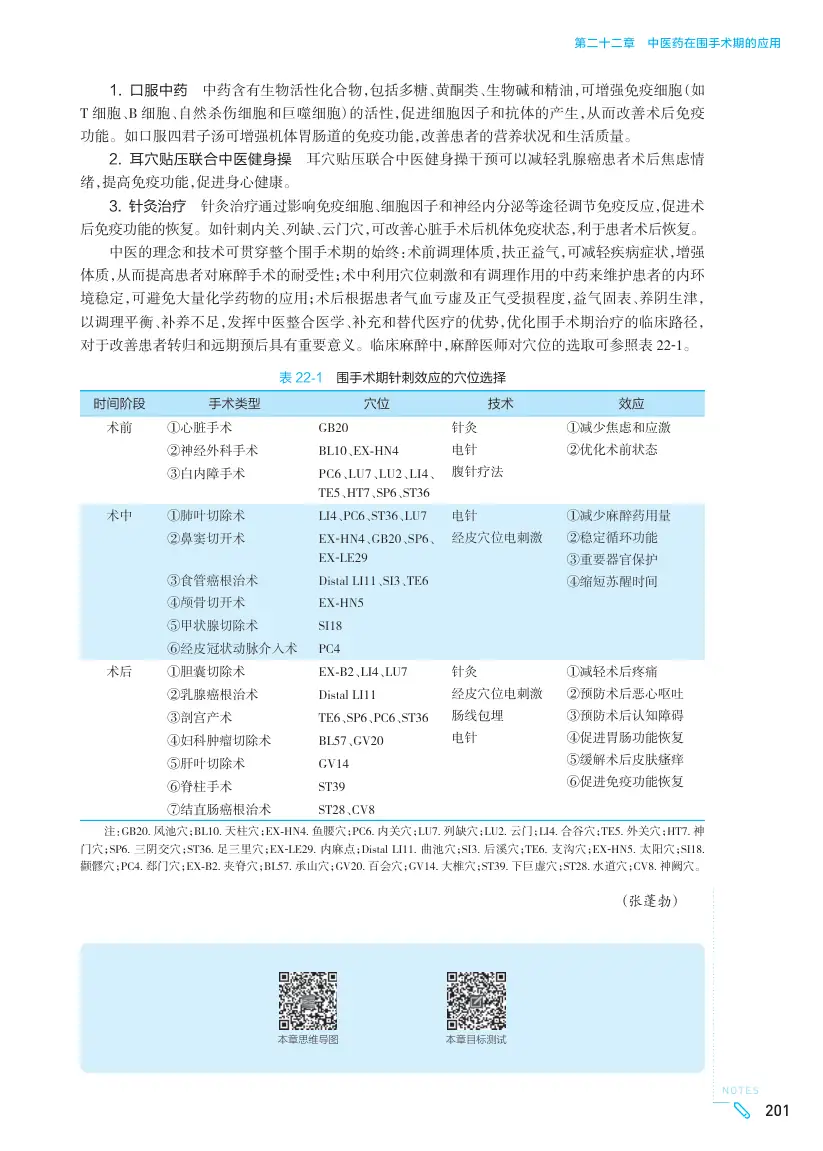 第二十二章 中医药在围手术期的应用
1. 口服中药 中药含有生物活性化合物,包括多糖、黄酮类、生物碱和精油,可增强免疫细胞(如
T 细胞、B 细胞、自然杀伤细胞和巨噬细胞)的活性,促进细胞因子和抗体的产生,从而改善术后免疫
功能。如口服四君子汤可增强机体胃肠道的免疫功能,改善患者的营养状况和生活质量。
2. 耳穴贴压联合中医健身操 耳穴贴压联合中医健身操干预可以减轻乳腺癌患者术后焦虑情
绪,提高免疫功能,促进身心健康。
3. 针灸治疗 针灸治疗通过影响免疫细胞、细胞因子和神经内分泌等途径调节免疫反应,促进术
后免疫功能的恢复。如针刺内关、列缺、云门穴,可改善心脏手术后机体免疫状态,利于患者术后恢复。
中医的理念和技术可贯穿整个围手术期的始终:术前调理体质,扶正益气,可减轻疾病症状,增强
体质,从而提高患者对麻醉手术的耐受性;术中利用穴位刺激和有调理作用的中药来维护患者的内环
境稳定,可避免大量化学药物的应用;术后根据患者气血亏虚及正气受损程度,益气固表、养阴生津,
以调理平衡、补养不足,发挥中医整合医学、补充和替代医疗的优势,优化围手术期治疗的临床路径,
对于改善患者转归和远期预后具有重要意义。临床麻醉中,麻醉医师对穴位的选取可参照表 22-1。
表 22-1 围手术期针刺效应的穴位选择
时间阶段 手术类型 穴位 技术 效应
术前 ①心脏手术 GB20 针灸 ①减少焦虑和应激
②神经外科手术 BL10、EX-HN4 电针 ②优化术前状态
③白内障手术 PC6、LU7、LU2、LI4、 腹针疗法
TE5、HT7、SP6、ST36
术中 ①肺叶切除术 LI4、PC6、ST36、LU7 电针 ①减少麻醉药用量
②鼻窦切开术 EX-HN4、GB20、SP6、 经皮穴位电刺激 ②稳定循环功能
EX-LE29 ③重要器官保护
③食管癌根治术 Distal LI11、SI3、TE6 ④缩短苏醒时间
④颅骨切开术 EX-HN5
⑤甲状腺切除术 SI18
⑥经皮冠状动脉介入术 PC4
术后 ①胆囊切除术 EX-B2、LI4、LU7 针灸 ①减轻术后疼痛
②乳腺癌根治术 Distal LI11 经皮穴位电刺激 ②预防术后恶心呕吐
③剖宫产术 TE6、SP6、PC6、ST36 肠线包埋 ③预防术后认知障碍
④妇科肿瘤切除术 BL57、GV20 电针 ④促进胃肠功能恢复
⑤肝叶切除术 GV14 ⑤缓解术后皮肤瘙痒
⑥脊柱手术 ST39 ⑥促进免疫功能恢复
⑦结直肠癌根治术 ST28、CV8
注:GB20. 风池穴;BL10. 天柱穴;EX-HN4. 鱼腰穴;PC6. 内关穴;LU7. 列缺穴;LU2. 云门;LI4. 合谷穴;TE5. 外关穴;HT7. 神
门穴;SP6. 三阴交穴;ST36. 足三里穴;EX-LE29. 内麻点;Distal LI11. 曲池穴;SI3. 后溪穴;TE6. 支沟穴;EX-HN5. 太阳穴;SI18.
颧髎穴;PC4. 郄门穴;EX-B2. 夹脊穴;BL57. 承山穴;GV20. 百会穴;GV14. 大椎穴;ST39. 下巨虚穴;ST28. 水道穴;CV8. 神阙穴。
(张蓬勃)
本章思维导图 本章目标测试
NOTES
201